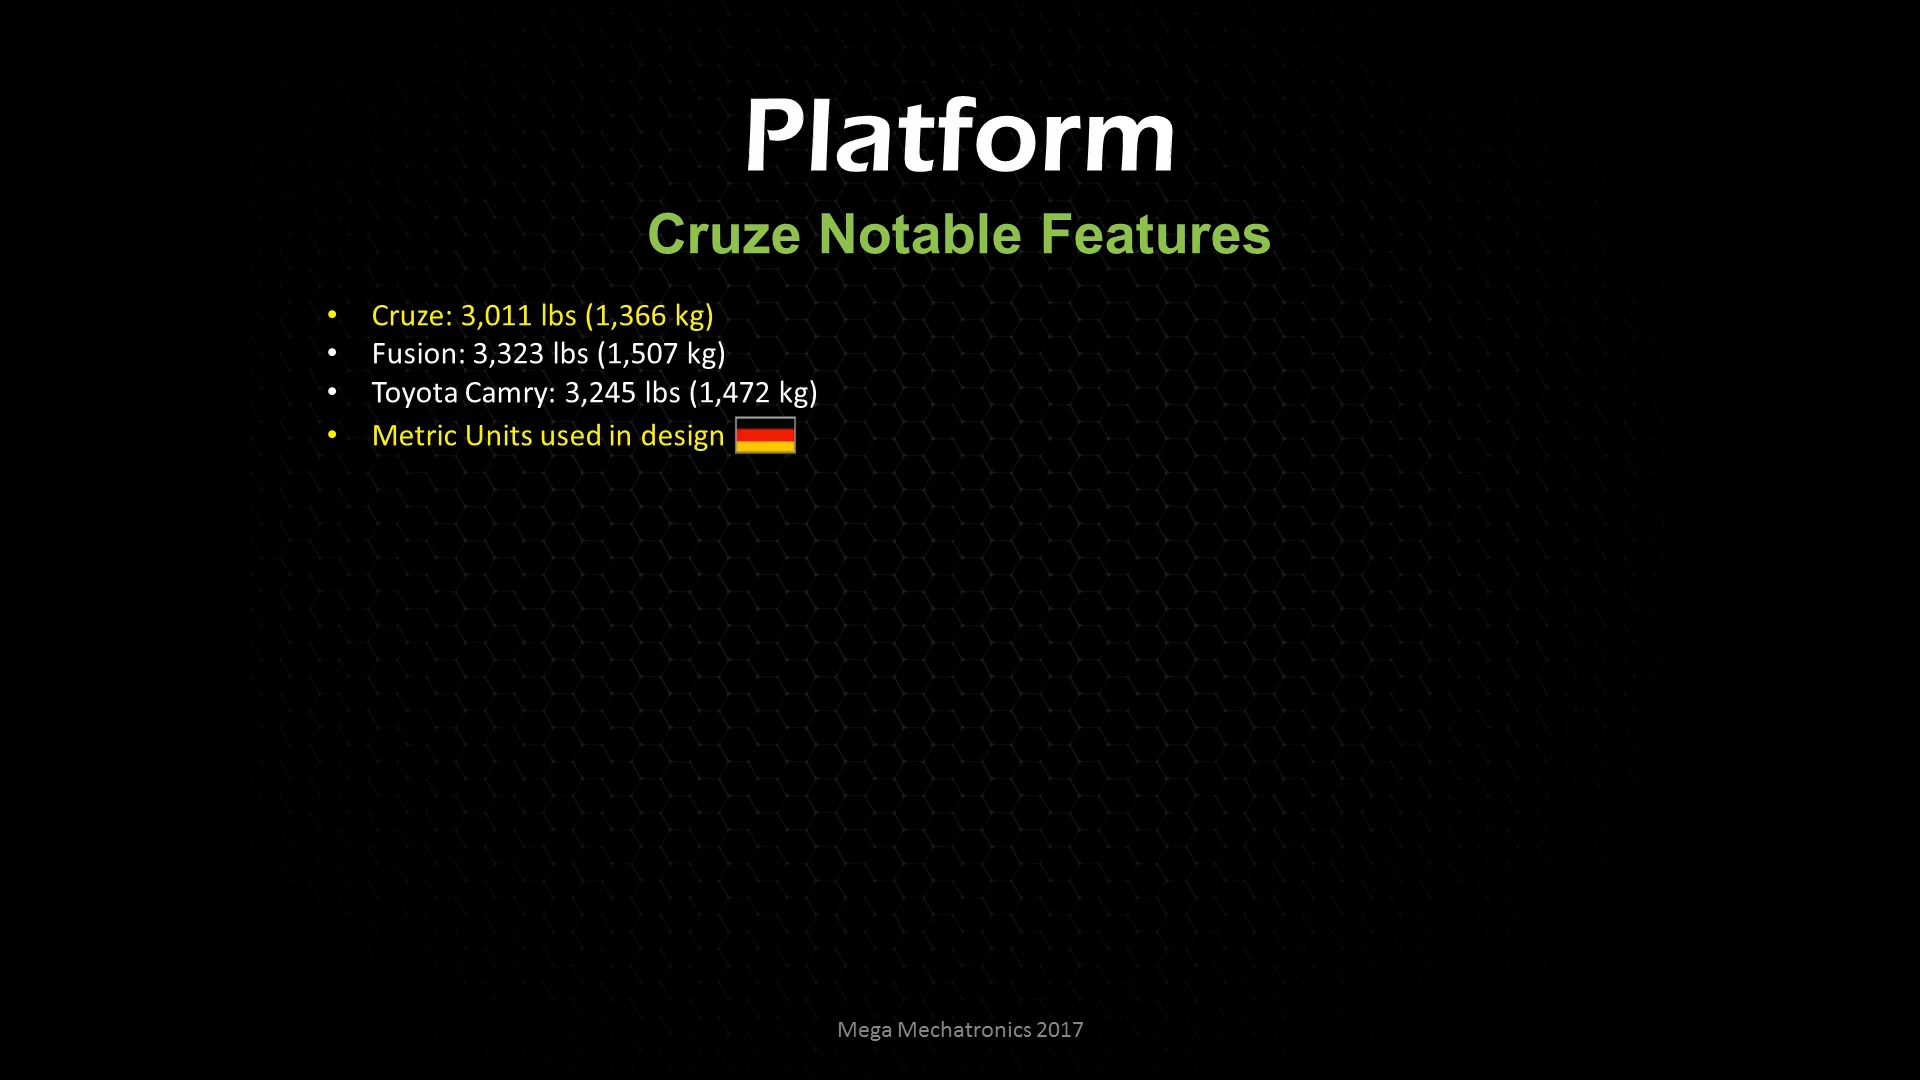 Platform
Cruze Notable Features
• Cruze: 3,011 lbs (1,366 kg)
• Fusion: 3,323 lbs (1,507 kg)
• Toyota Camry: 3,245 lbs (1,472 kg)
• Metric Units used in design
Mega Mechatronics 2017